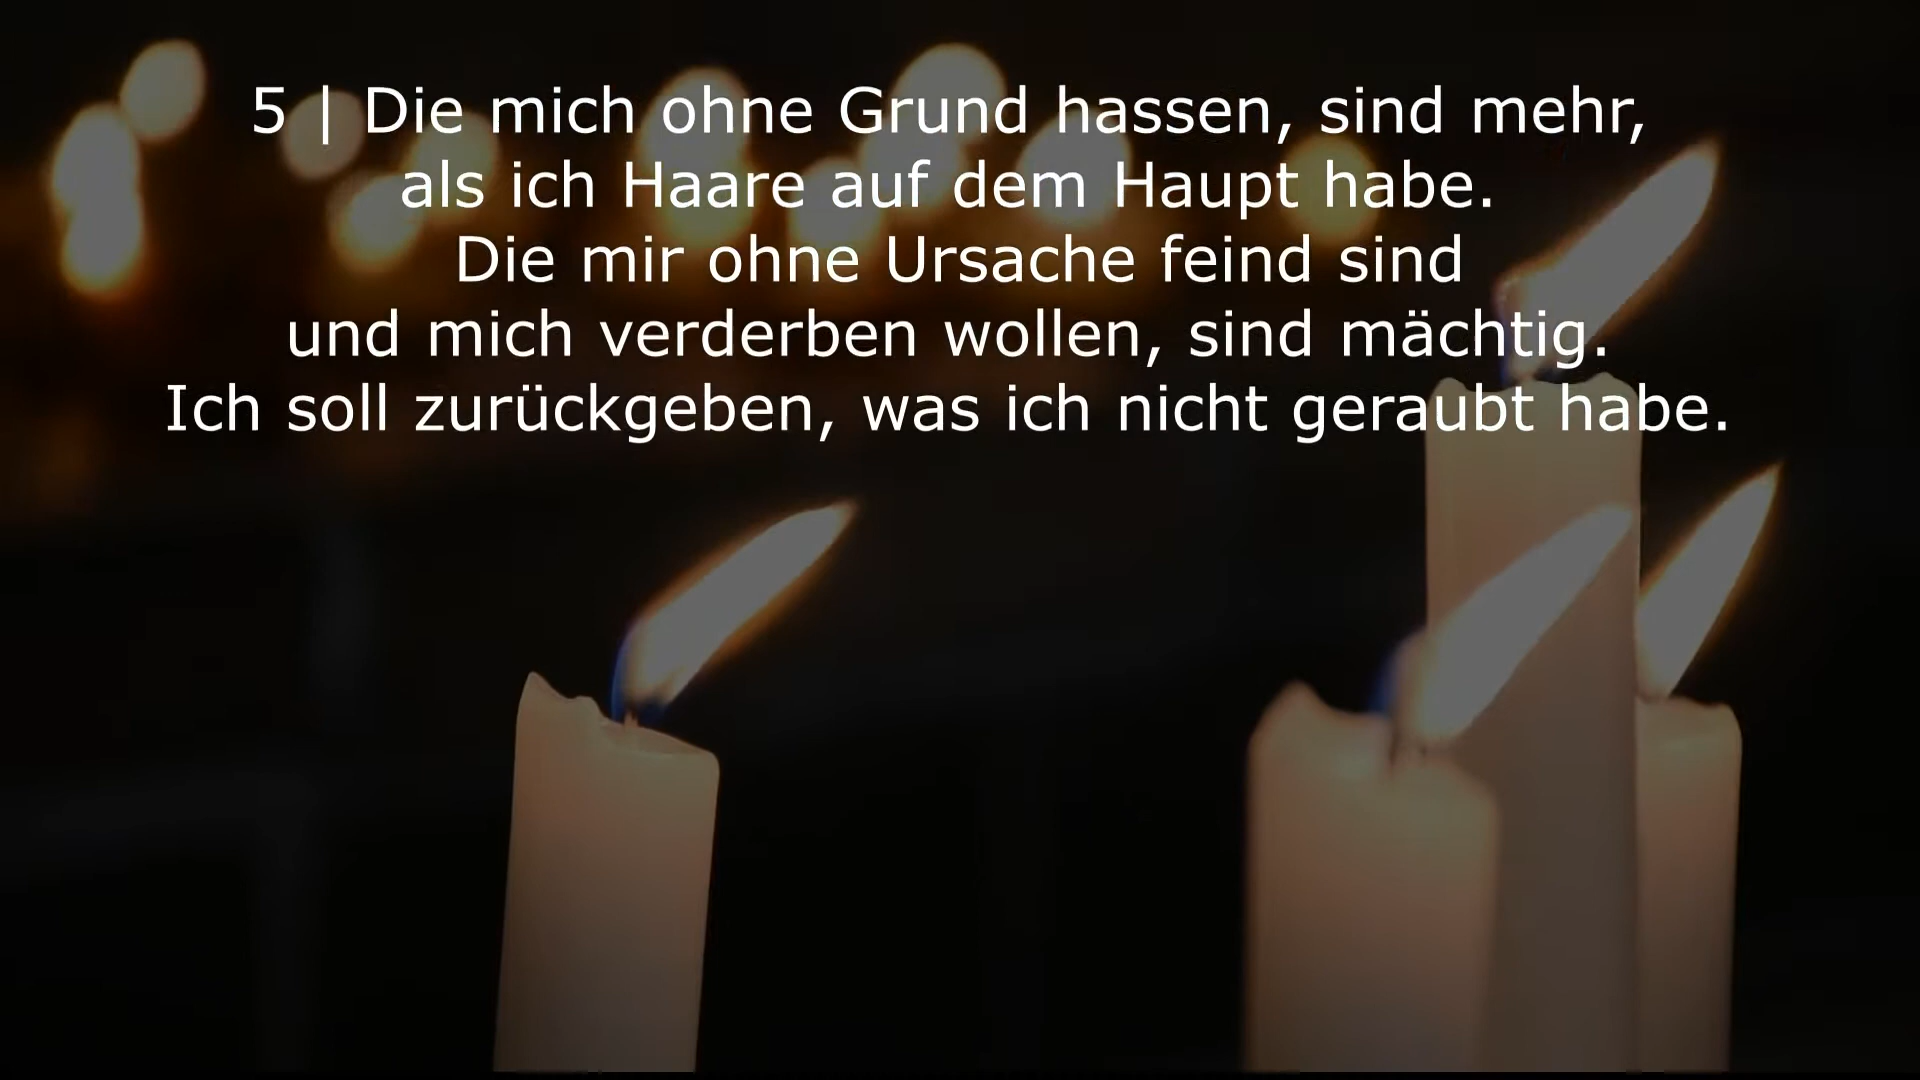 5 | Die mich ohne Grund hassen, sind mehr,
als ich Haare auf dem Haupt habe.
Die mir ohne Ursache feind sind
und mich verderben wollen, sind mächtig.
Ich soll zurückgeben, was ich nicht geraubt habe.